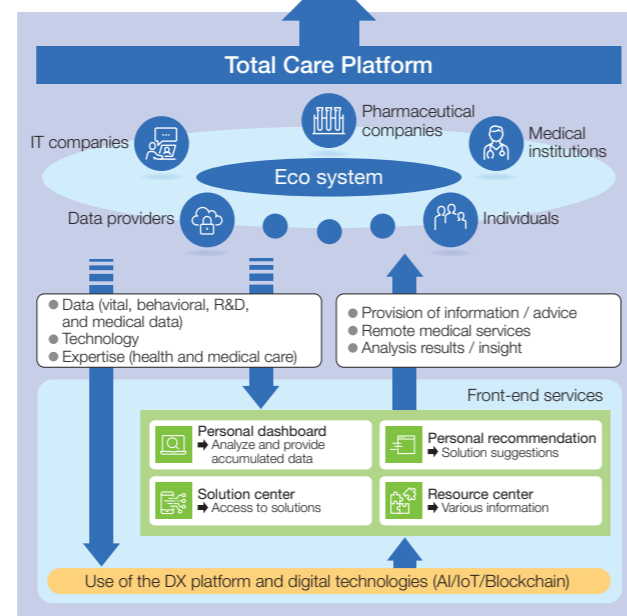 Total Care Platform
IT companies
Pharmaceutical
companies
Medical
institutions
Eco system
Data providers
Individuals
● Data (vital, behavioral, R&D,
and medical data)
● Technology
● Expertise (health and medical care)
● Provision of information / advice
● Remote medical services
● Analysis results / insight
Front-end services
Personal dashboard
➡ Analyze and provide
accumulated data
Personal recommendation
➡ Solution suggestions
Solution center
➡ Access to solutions
Resource center
➡ Various information
Use of the DX platform and digital technologies (AI/IoT/Blockchain)